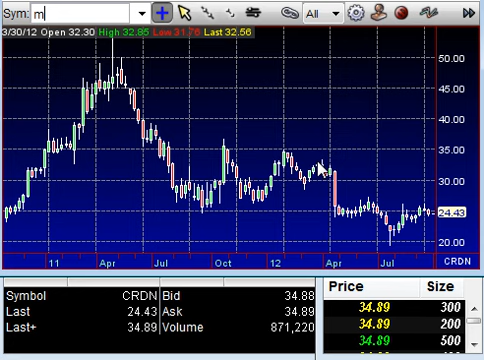 Sym: m All
3/30/12 Open 32.30 High 32.85 Low 31.76 Last 32.56
50.00
45.00
40.00
35.00
30.00
24.43
20.00
11 Apr Jul Oct 12 Apr Jul CRDN
Symbol CRDN Bid 34.88
Last 24.43 Ask 34.89
Last+ 34.89 Volume 871,220
Price Size
34.89 300
34.89 200
34.89 500